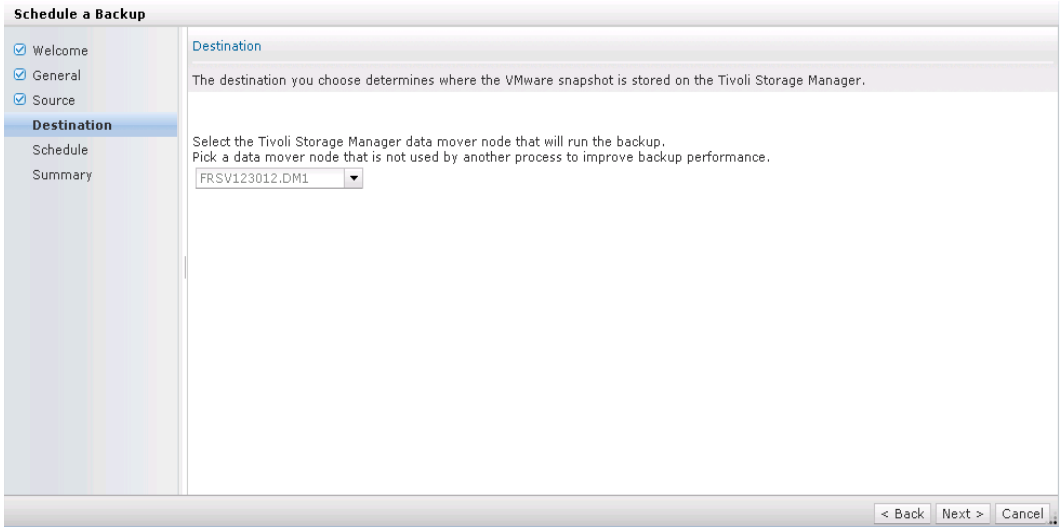 Schedule a Backup
Welcome
General
Source
Destination
Schedule
Summary
Destination
The destination you choose determines where the VMware snapshot is stored on the Tivoli Storage Manager.
Select the Tivoli Storage Manager data mover node that will run the backup.
Pick a data mover node that is not used by another process to improve backup performance.
FRSV123012.DM1
< Back Next > Cancel